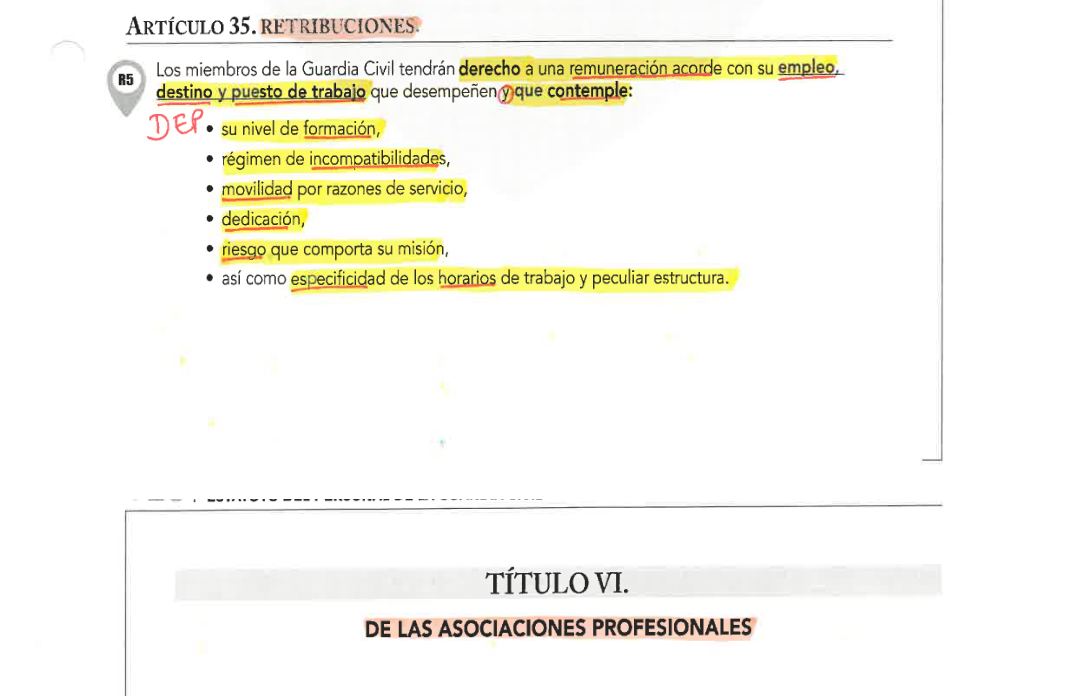 ARTÍCULO 35. RETRIBUCIONES.
R5
Los miembros de la Guardia Civil tendrán derecho a una remuneración acorde con su empleo,
destino y puesto de trabajo que desempeñen y que contemple:
DEP
• su nivel de formación,
• régimen de incompatibilidades,
• movilidad por razones de servicio,
• dedicación,
• riesgo que comporta su misión,
• así como especificidad de los horarios de trabajo y peculiar estructura.
TÍTULO VI.
DE LAS ASOCIACIONES PROFESIONALES